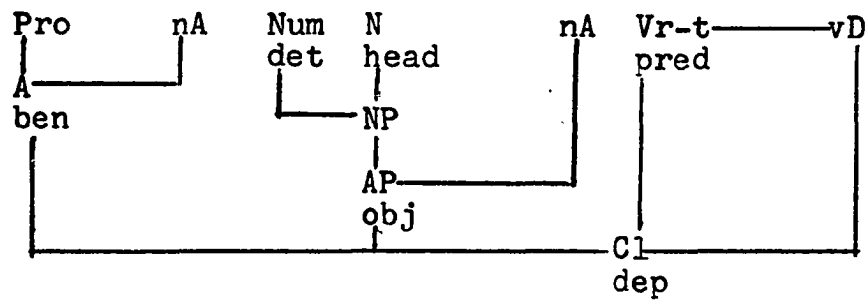 Pro nA Num N nA Vr-t vD
det head pred
A
ben
NP
AP
obj
Cl
dep